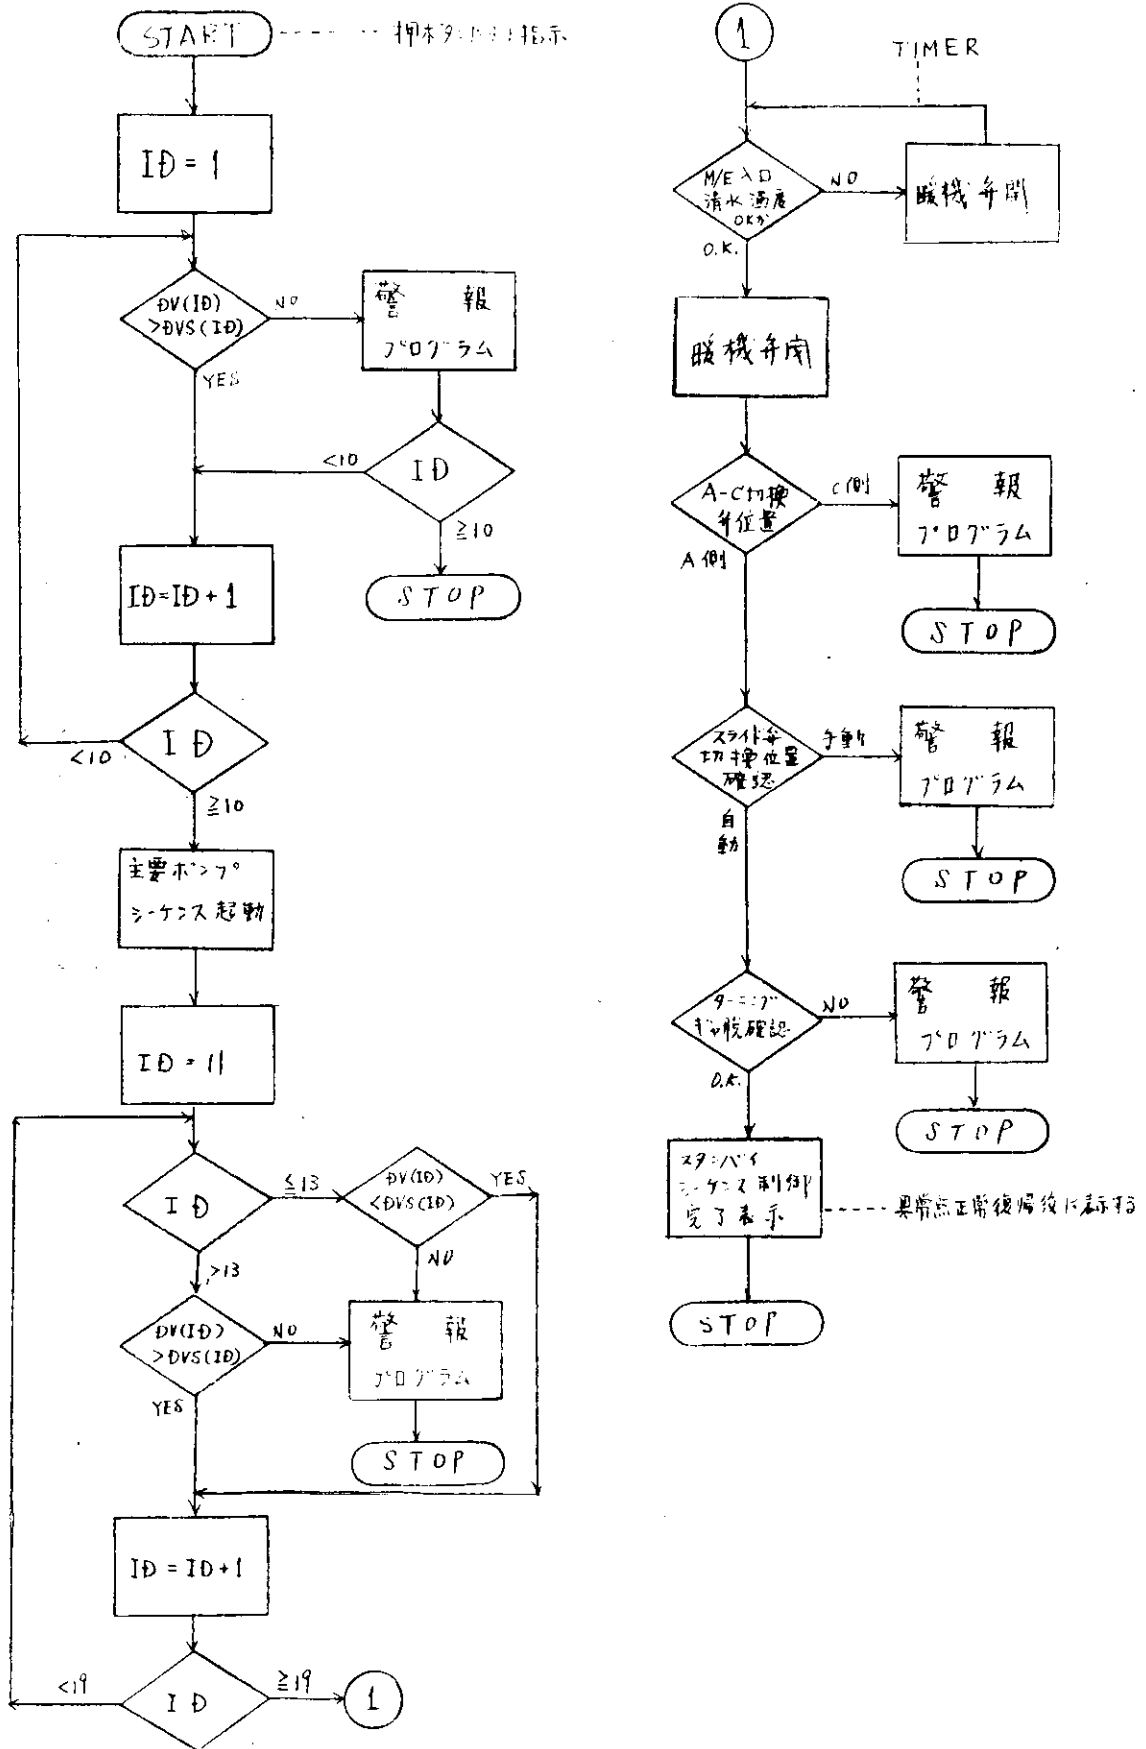 START
指示
ID = 1
DV(ID)
>DVS(ID)
NO
YES
警報
プログラム
ID
<10
≧10
STOP
ID=ID+1
ID
<10
≧10
主要ポンプ
シーケンス起動
ID = 11
ID
≦13
>13
DV(ID)
<DVS(ID)
YES
NO
DV(ID)
>DVS(ID)
NO
YES
警報
プログラム
STOP
ID = ID+1
ID
<19
≧19
1
1
TIMER
M/E入口
清水温度
OKか
NO
O.K.
暖機弁開
暖機弁
A-C切換
弁位置
C側
A側
警報
プログラム
STOP
スライド弁
切換位置
確認
手動
自動
警報
プログラム
STOP
ターニング
ギヤ脱確認
NO
O.K.
警報
プログラム
STOP
スタンバイ
シーケンス制御
完了表示
異常点正常復帰後に表示する
STOP